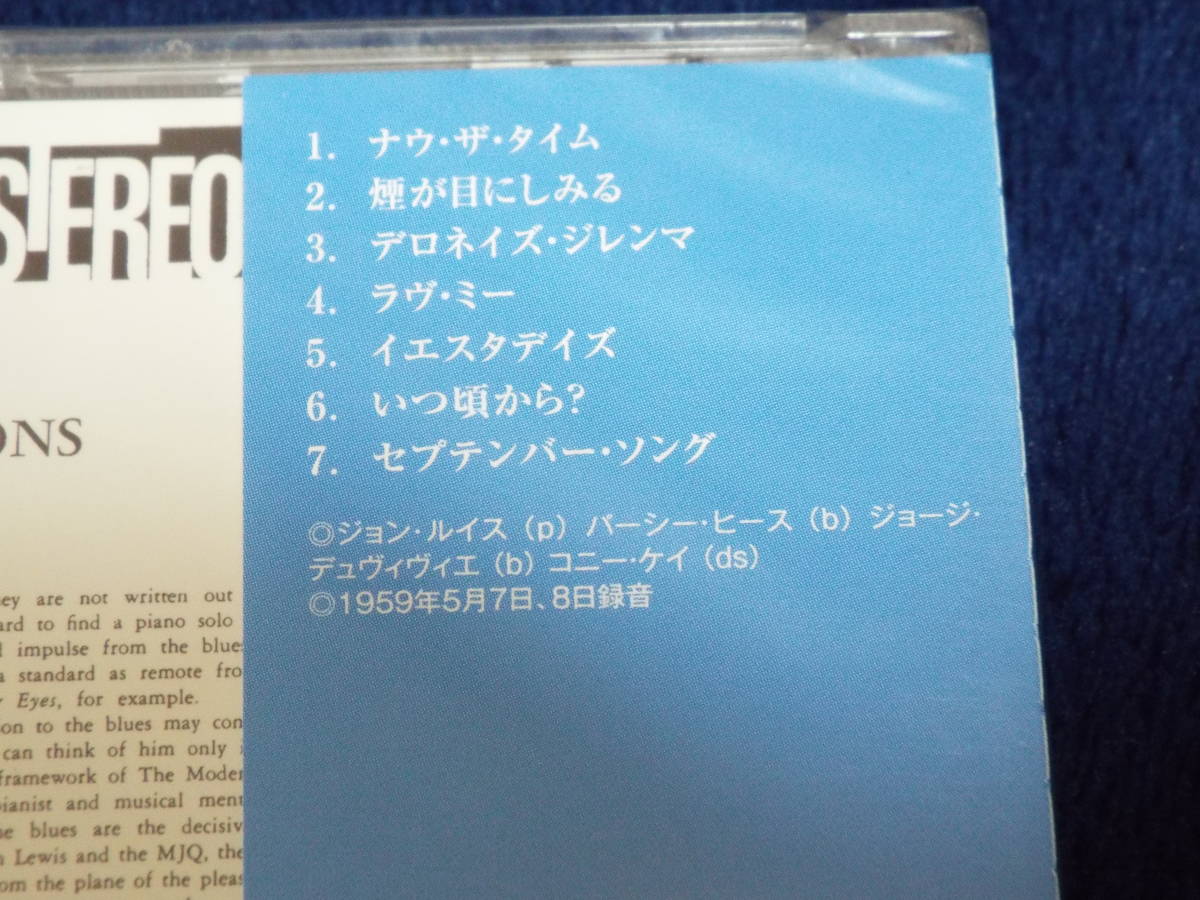 STEREO
ONS
ey are not written out
ard to find a piano solo
impulse from the blues
a standard as remote fro
Eyes, for example.
on to the blues may con
can think of him only
framework of The Moder
pianist and musical ment
e blues are the decisiv
Lewis and the MJQ, the
om the plane of the pleas
1. ナウ・ザ・タイム
2. 煙が目にしみる
3. デロネイズ・ジレンマ
4. ラヴ・ミー
5. イエスタデイズ
6. いつ頃から?
7. セプテンバー・ソング
◎ジョン・ルイス（p）パーシー・ヒース（b）ジョージ・
デュヴィヴィエ（b）コニー・ケイ（ds）
◎1959年5月7日、8日録音